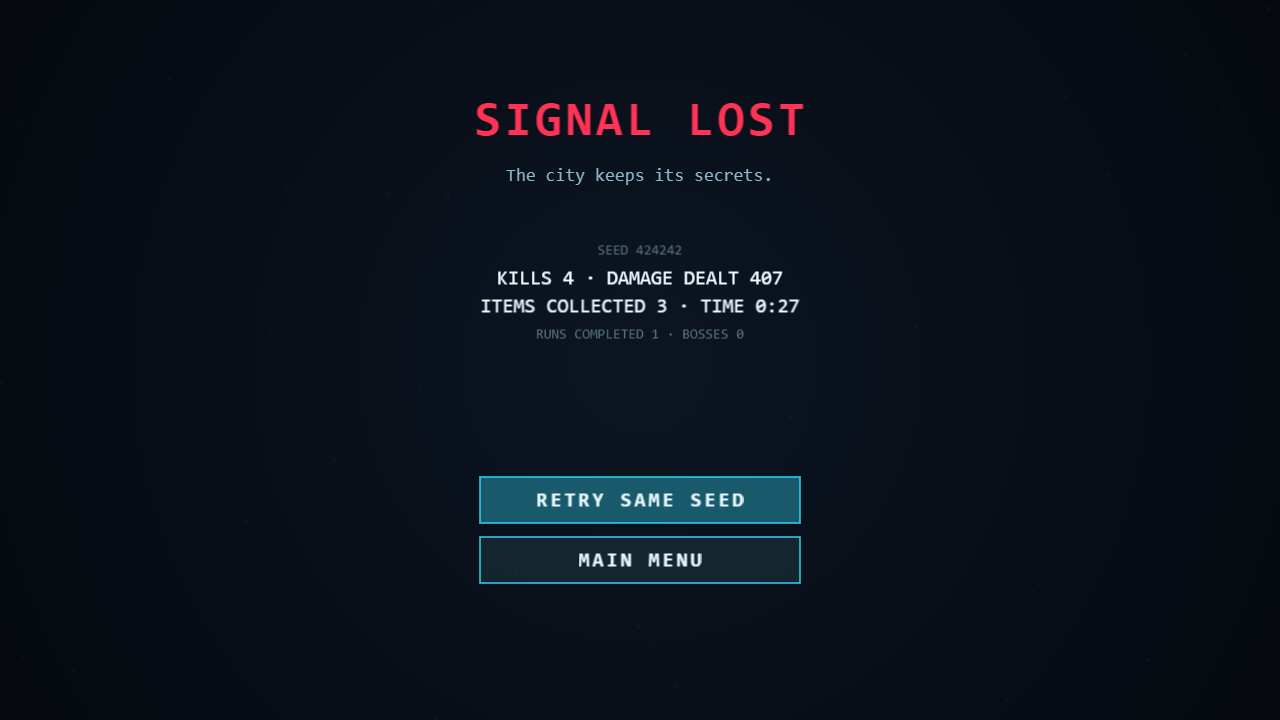 SIGNAL LOST
The city keeps its secrets.
SEED 424242
KILLS 4 · DAMAGE DEALT 407
ITEMS COLLECTED 3 · TIME 0:27
RUNS COMPLETED 1 · BOSSES 0
RETRY SAME SEED
MAIN MENU